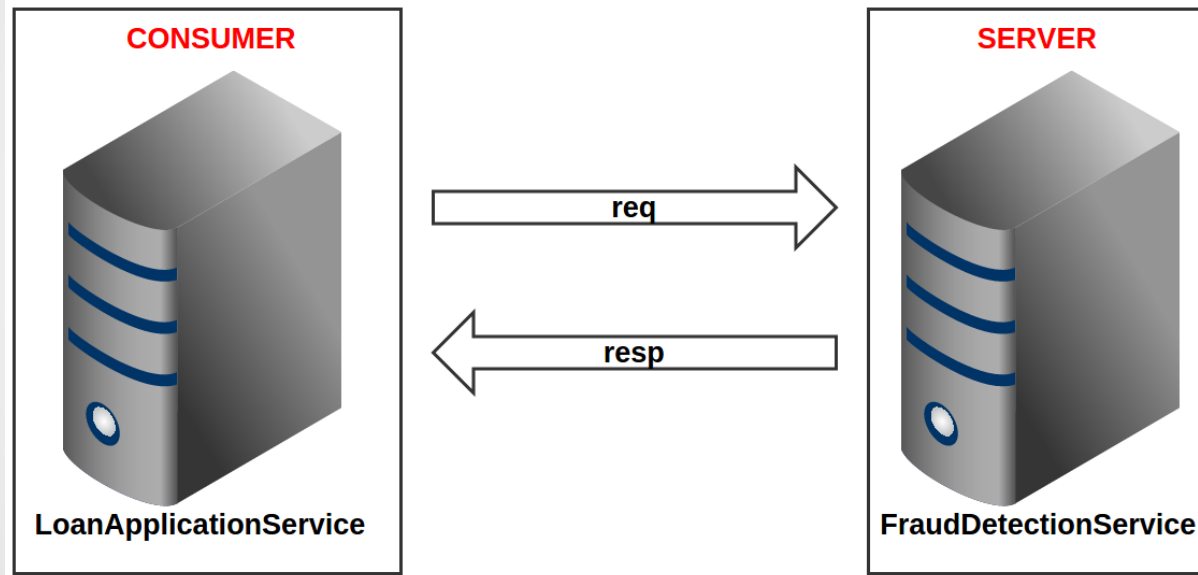 CONSUMER
SERVER
req
resp
LoanApplicationService
FraudDetectionService